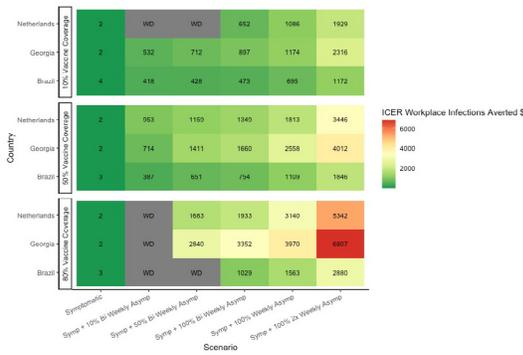 Netherlands 2 WD WD 652 1086 1929
Georgia 2 532 712 897 1174 2316
Brazil 4 418 428 473 695 1172
10% Vaccine Coverage
Netherlands 2 953 1159 1349 1813 3446
Georgia 2 714 1411 1660 2558 4012
Brazil 3 387 651 754 1109 1846
50% Vaccine Coverage
Netherlands 2 WD 1683 1933 3140 5342
Georgia 2 WD 2840 3352 3970 6807
Brazil 3 WD WD 1029 1563 2880
80% Vaccine Coverage
Country
Symptomatic
Symp + 10% Bi Weekly Asymp
Symp + 50% Bi Weekly Asymp
Symp + 100% Bi Weekly Asymp
Symp + 100% Weekly Asymp
Symp + 100% 2x Weekly Asymp
Scenario
ICER Workplace Infections Averted $
6000
4000
2000